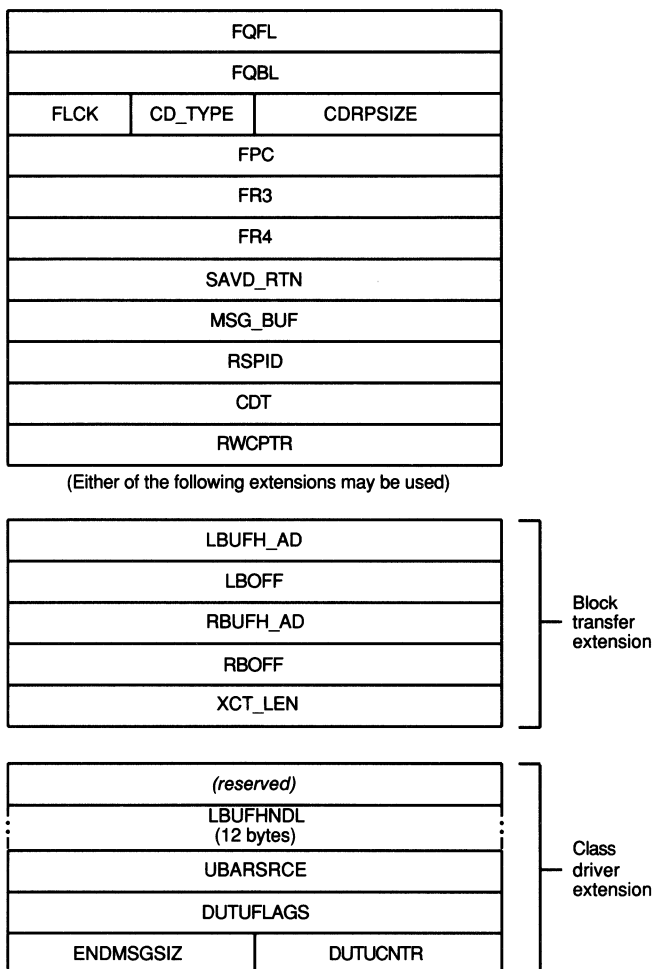 FQFL
FQBL
FLCK CD_TYPE CDRPSIZE
FPC
FR3
FR4
SAVD_RTN
MSG_BUF
RSPID
CDT
RWCPTR
(Either of the following extensions may be used)
LBUFH_AD
LBOFF
RBUFH_AD
RBOFF
XCT_LEN
Block
transfer
extension
(reserved)
LBUFHNDL
(12 bytes)
UBARSRCE
DUTUFLAGS
ENDMSGSIZ DUTUCNTR
Class
driver
extension